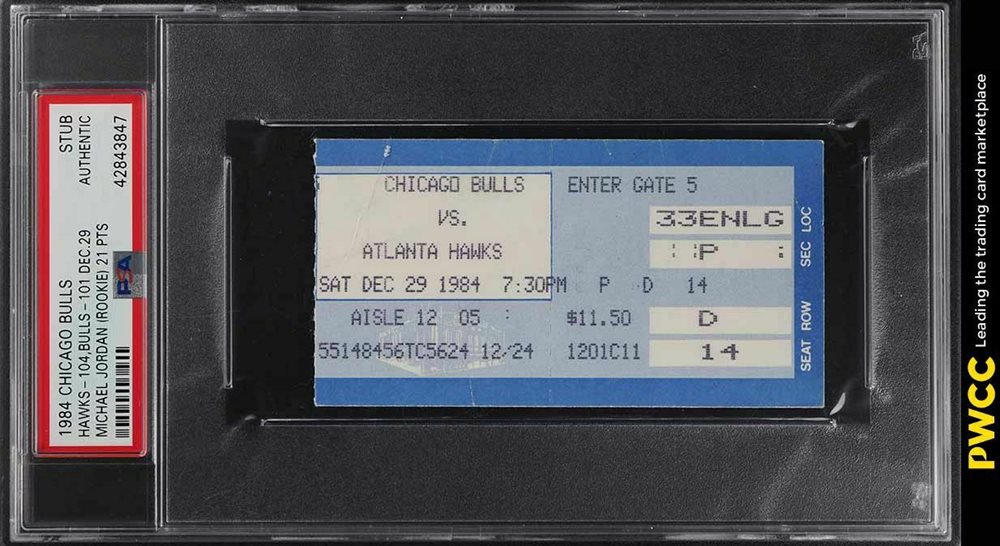 1984 CHICAGO BULLS STUB
HAWKS-104,BULLS-101 DEC.29 AUTHENTIC
MICHAEL JORDAN (ROOKIE) 21 PTS 42843847
PSA
CHICAGO BULLS
VS.
ATLANTA HAWKS
SAT DEC 29 1984 7:30PM P D 14
AISLE 12 05 : $11.50
55148456TC5624 12/24 1201C11
ENTER GATE 5
33ENLG LOC
P SEC
D ROW
14 SEAT
PWCC Leading the trading card marketplace